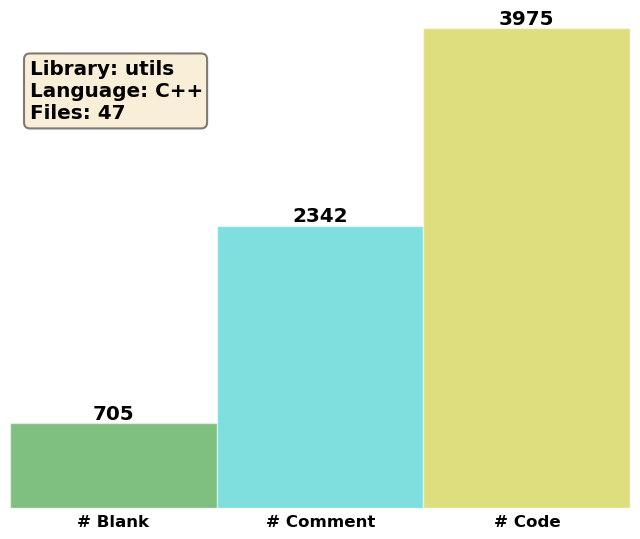 3975
Library: utils
Language: C++
Files: 47
2342
705
# Blank
# Comment
# Code